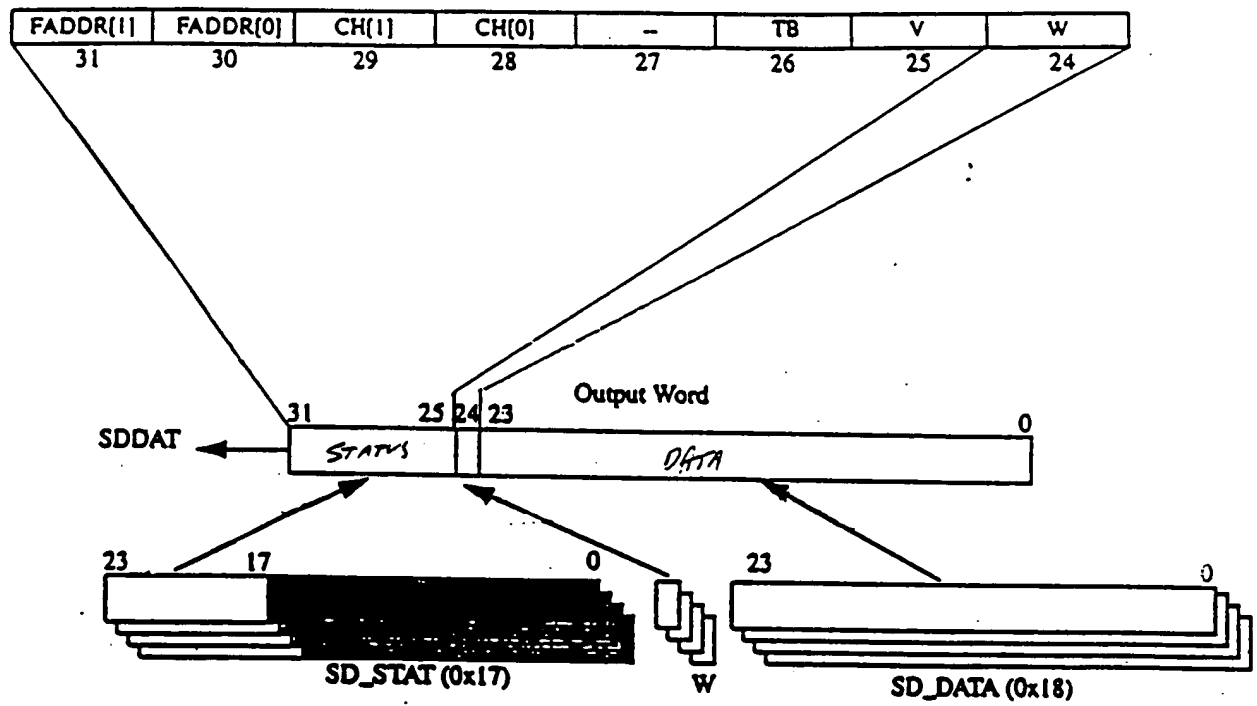 FADDR[1] FADDR[0] CH[1] CH[0] -- TB V W
31 30 29 28 27 26 25 24
Output Word
31 25 24 23 0
SDDAT
STATUS DATA
23 17 0 23 0
SD_STAT (0x17) W SD_DATA (0x18)